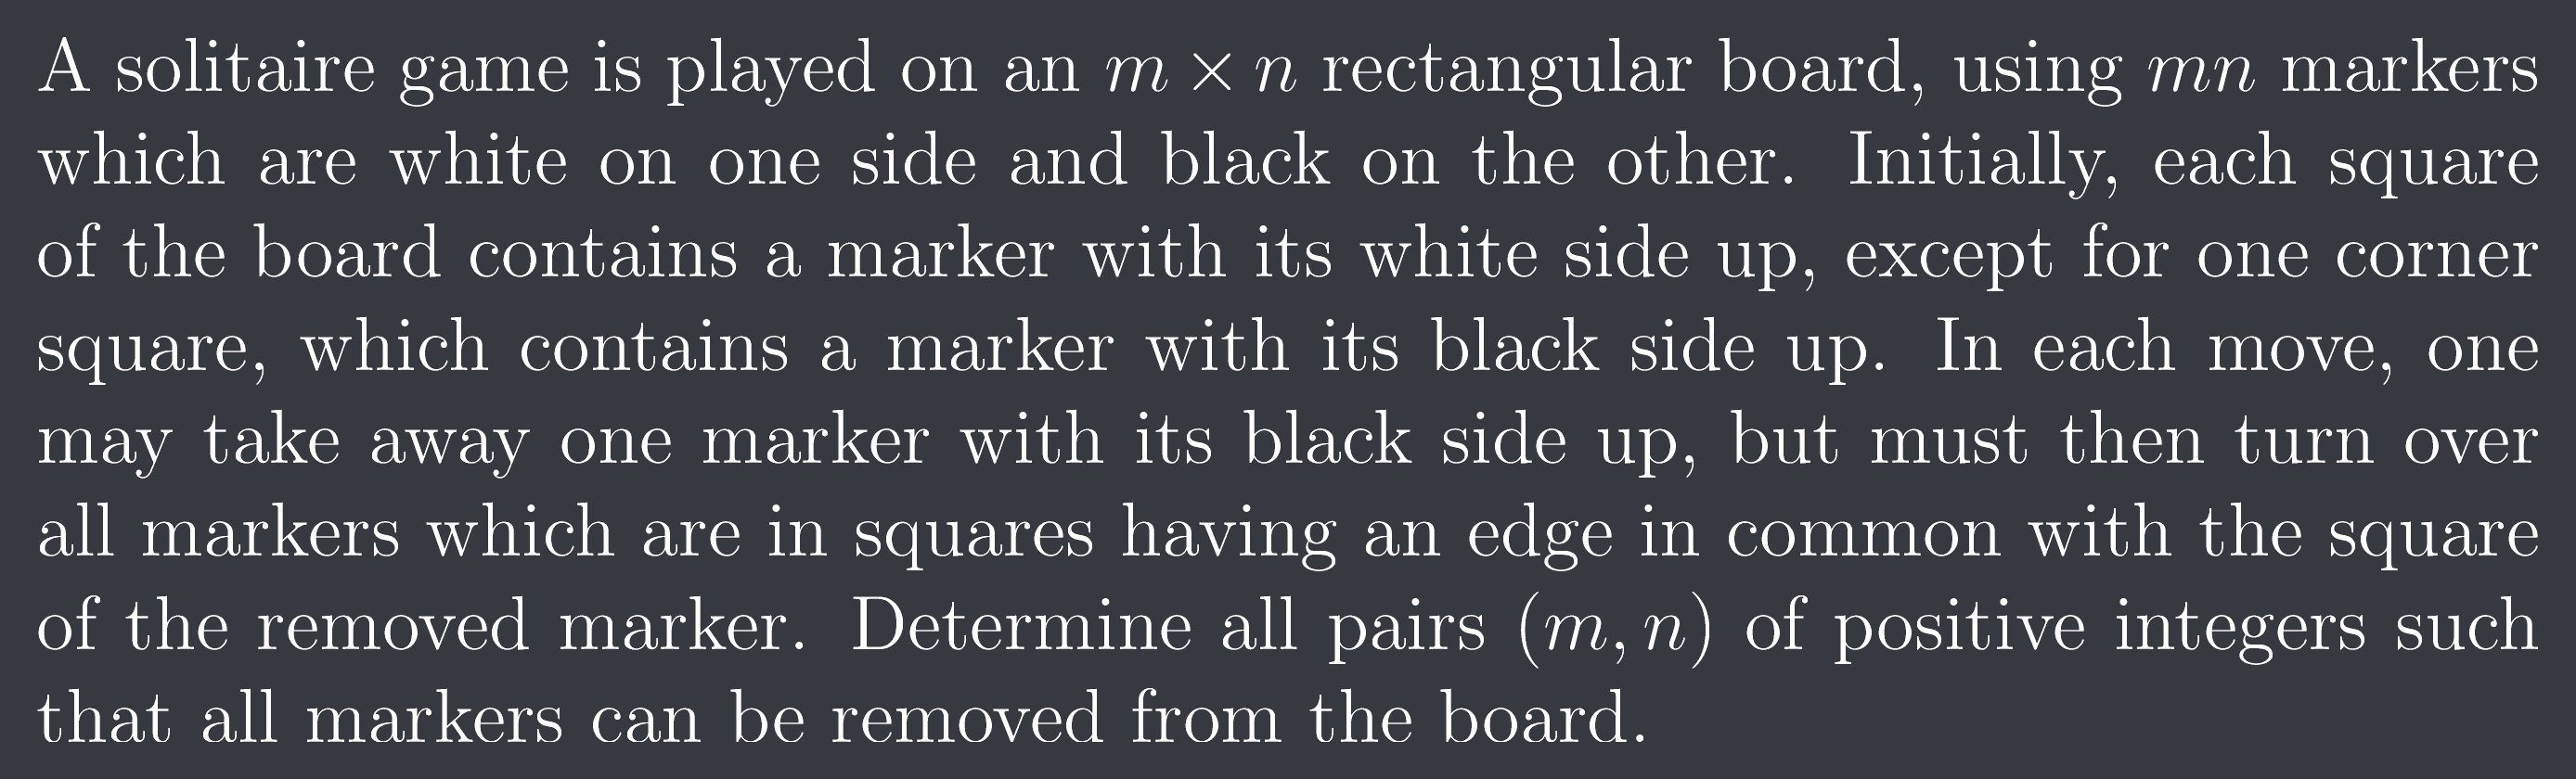 A solitaire game is played on an m × n rectangular board, using mn markers
which are white on one side and black on the other. Initially, each square
of the board contains a marker with its white side up, except for one corner
square, which contains a marker with its black side up. In each move, one
may take away one marker with its black side up, but must then turn over
all markers which are in squares having an edge in common with the square
of the removed marker. Determine all pairs (m, n) of positive integers such
that all markers can be removed from the board.